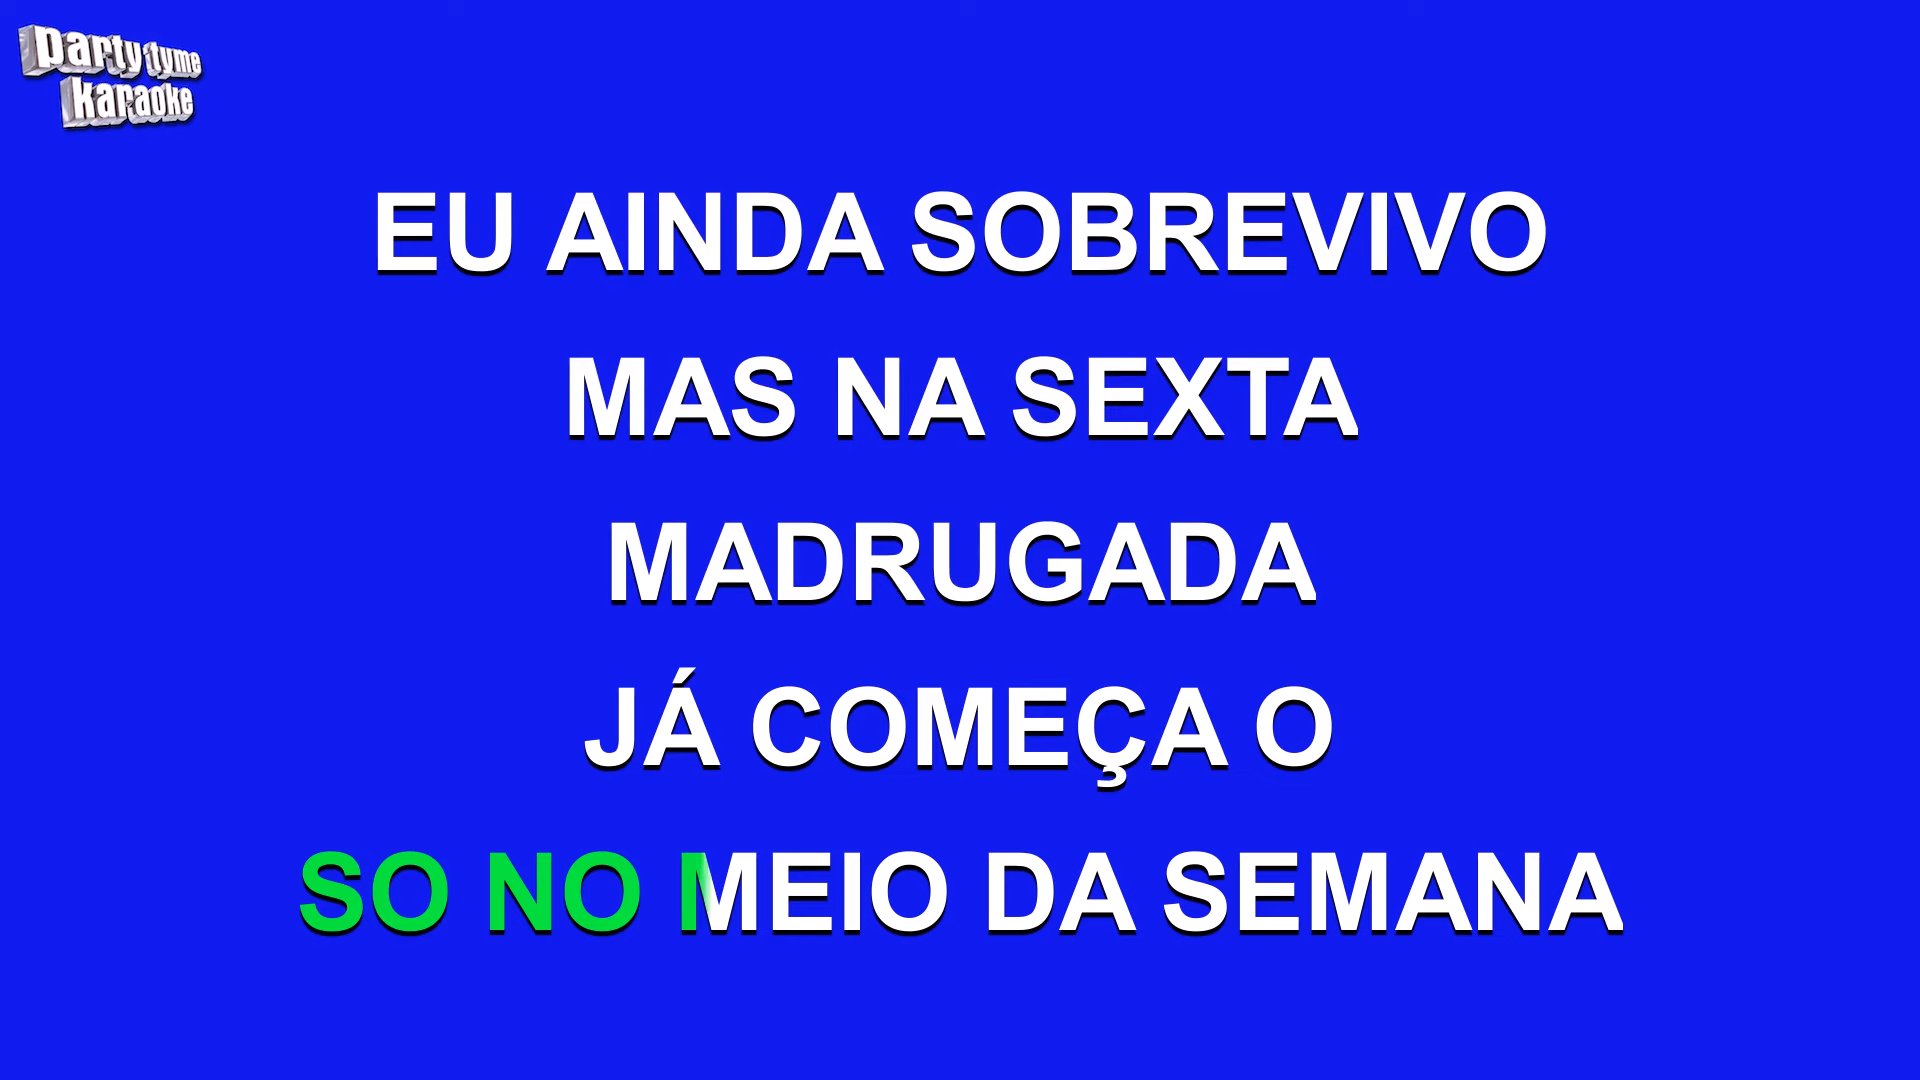 party tyme
karaoke
EU AINDA SOBREVIVO
MAS NA SEXTA
MADRUGADA
JÁ COMEÇA O
SO NO MEIO DA SEMANA